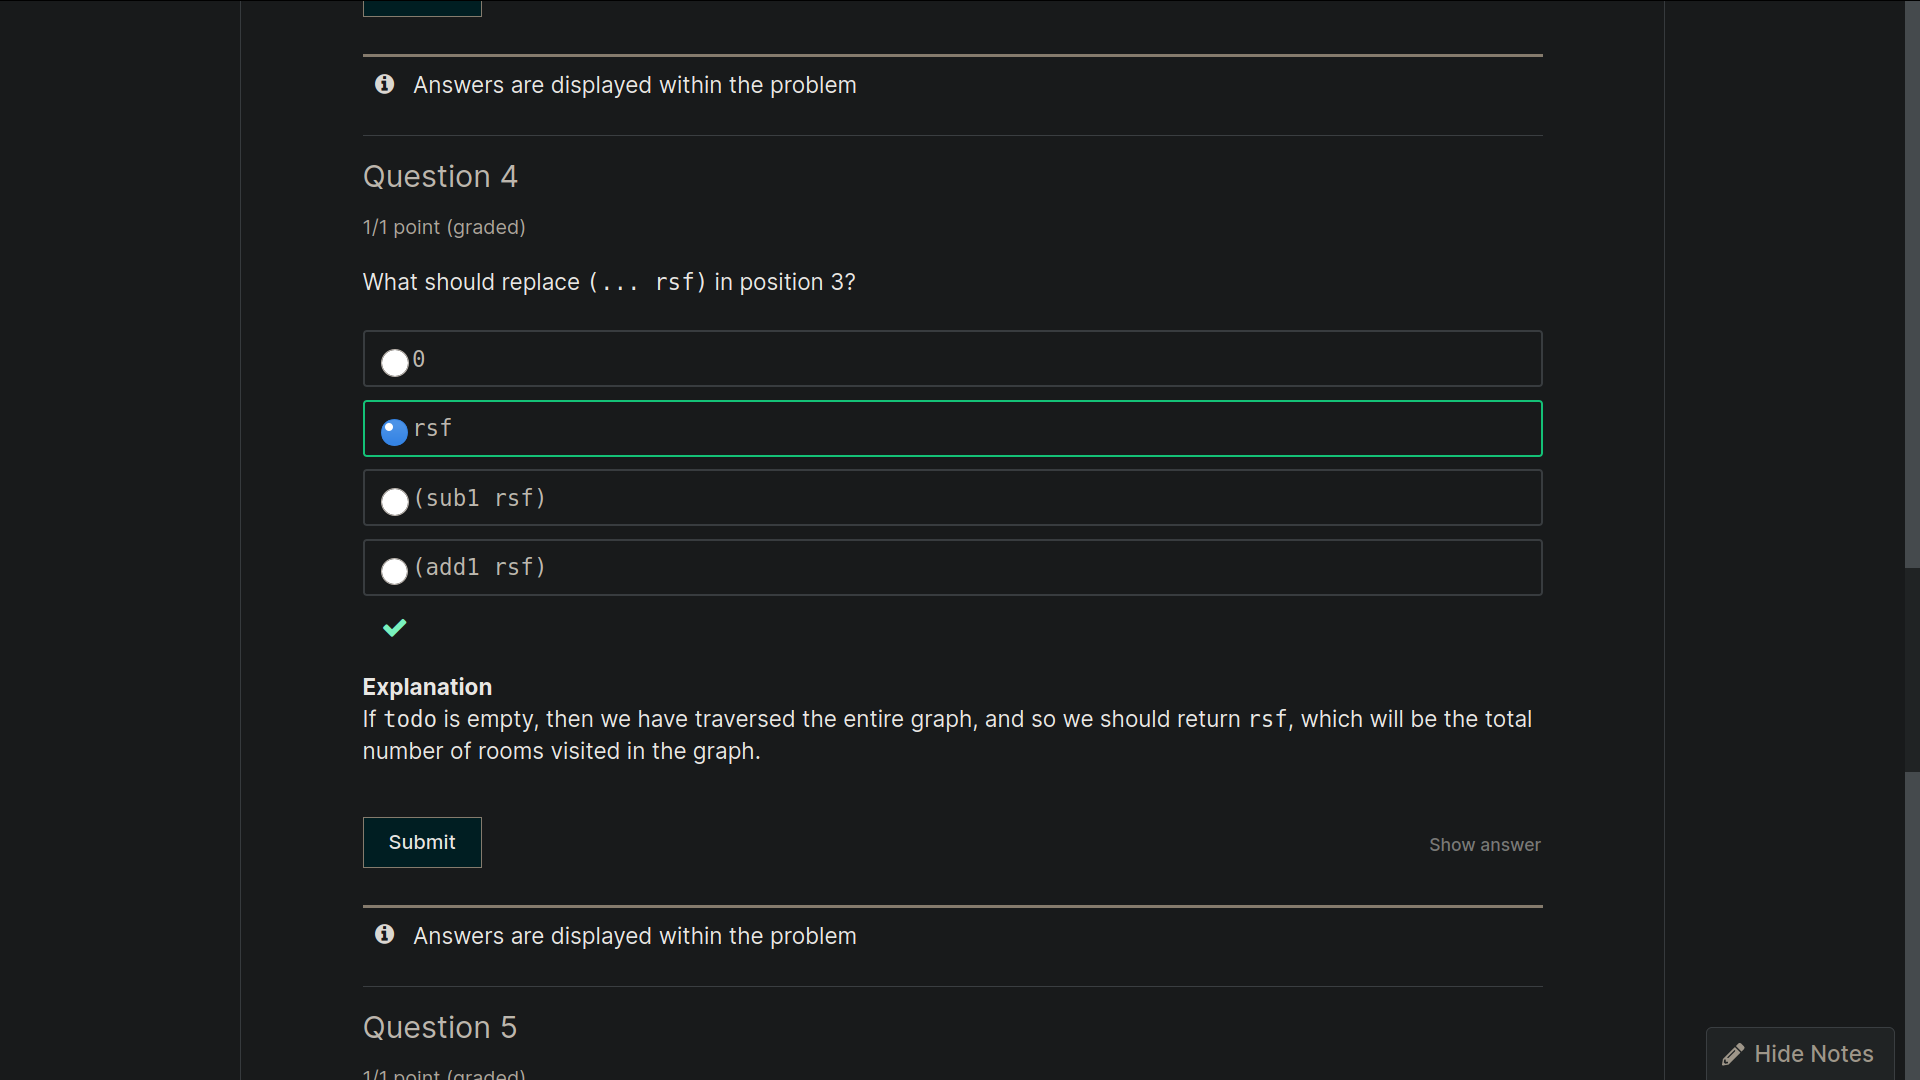 Answers are displayed within the problem
Question 4
1/1 point (graded)
What should replace (... rsf) in position 3?
0
rsf
(sub1 rsf)
(add1 rsf)
Explanation
If todo is empty, then we have traversed the entire graph, and so we should return rsf, which will be the total
number of rooms visited in the graph.
Submit
Show answer
Answers are displayed within the problem
Question 5
1/1 point (graded)
Hide Notes